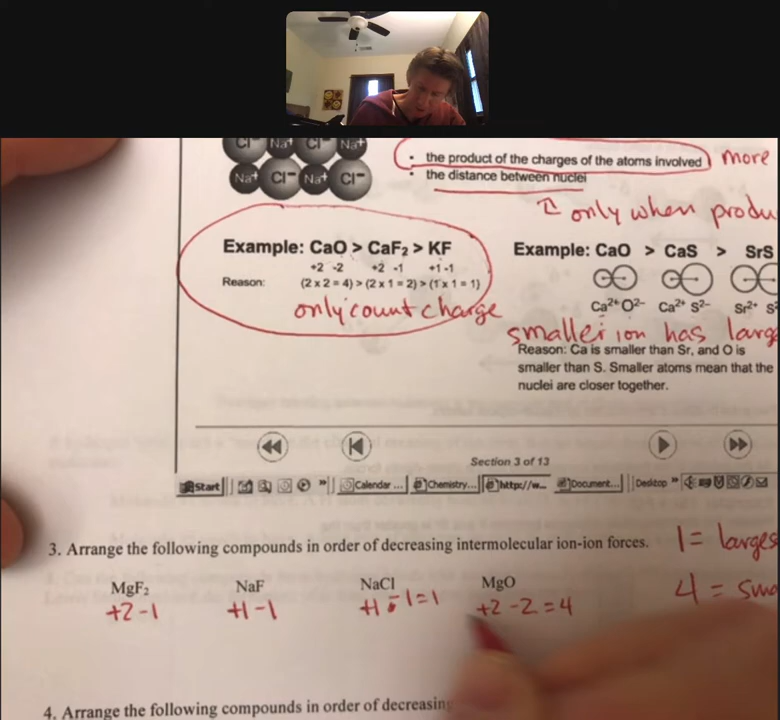 Cl⁻ Na⁺ Cl⁻ Na⁺
Na⁺ Cl⁻ Na⁺ Cl⁻
• the product of the charges of the atoms involved
more
• the distance between nuclei
only when
Example: CaO > CaF₂ > KF
+2 -2 +2 -1 +1 -1
Reason: (2 x 2 = 4) > (2 x 1 = 2) > (1 x 1 = 1)
only count charge
Example: CaO > CaS > SrS
Ca²⁺ O²⁻ Ca²⁺ S²⁻ Sr²⁺
smaller ion has
Reason: Ca is smaller than Sr, and O is
smaller than S. Smaller atoms mean that the
nuclei are closer together.
Section 3 of 13
Start
Calendar ...
Chemistry...
http://w...
Document...
Desktop »
3. Arrange the following compounds in order of decreasing intermolecular ion-ion forces.
1 =
MgF₂ NaF NaCl MgO
+2 -1 +1 -1 +1 -1 = 1 +2 -2 = 4
4 =
4. Arrange the following compounds in order of